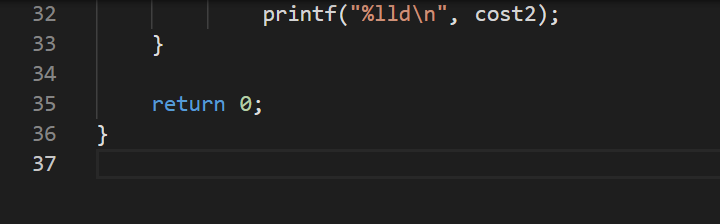 32 printf("%lld\n", cost2);
33 }
34
35 return 0;
36 }
37